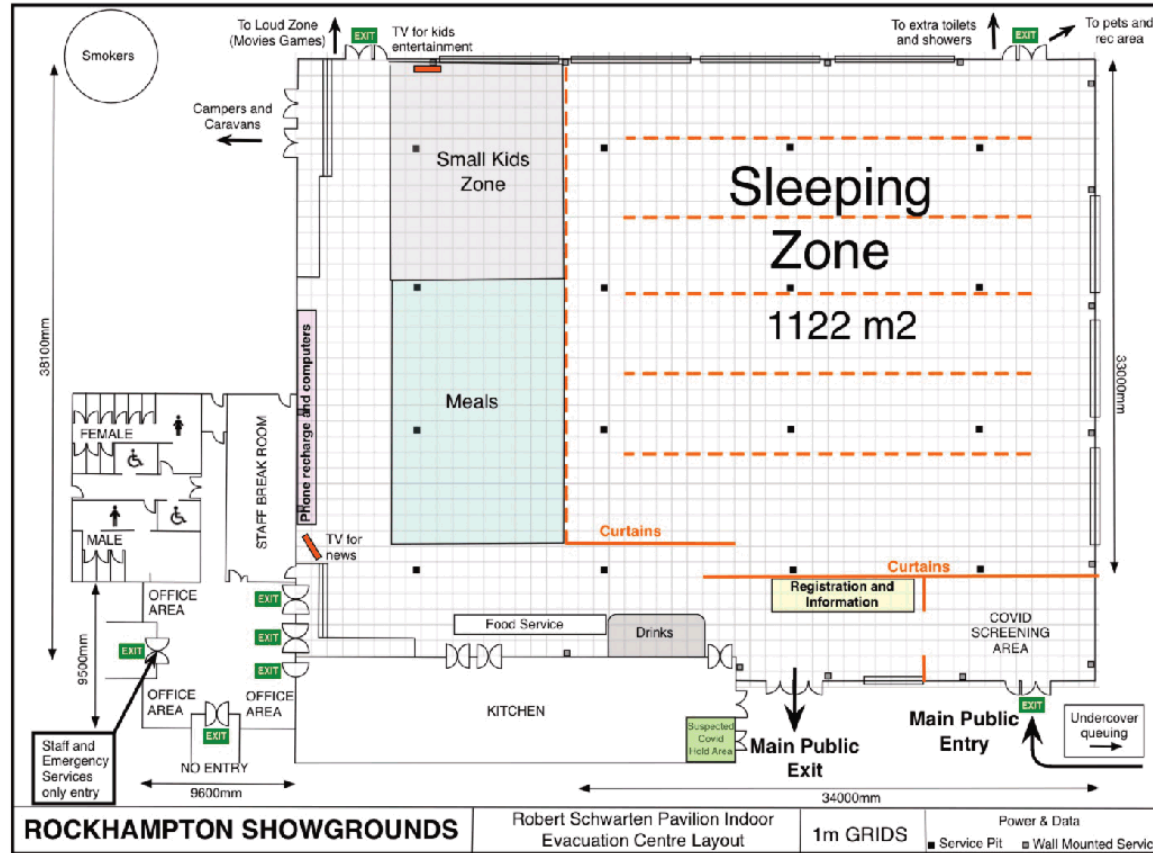 To Loud Zone
(Movies Games)
EXIT
TV for kids
entertainment
To extra toilets
and showers
EXIT
To pets and
rec area
Smokers
Campers and
Caravans
Small Kids
Zone
Sleeping
Zone
1122 m2
38100mm
33000mm
Phone recharge and computers
Meals
FEMALE
MALE
STAFF BREAK ROOM
TV for
news
Curtains
Curtains
Registration and
Information
COVID
SCREENING
AREA
OFFICE
AREA
EXIT
EXIT
EXIT
EXIT
Food Service
Drinks
9500mm
OFFICE
AREA
OFFICE
AREA
EXIT
NO ENTRY
KITCHEN
Suspected
Covid
Hold Area
Main Public
Exit
Main Public
Entry
EXIT
Undercover
queuing
Staff and
Emergency
Services
only entry
9600mm
34000mm
ROCKHAMPTON SHOWGROUNDS
Robert Schwarten Pavilion Indoor
Evacuation Centre Layout
1m GRIDS
Power & Data
Service Pit
Wall Mounted Servic